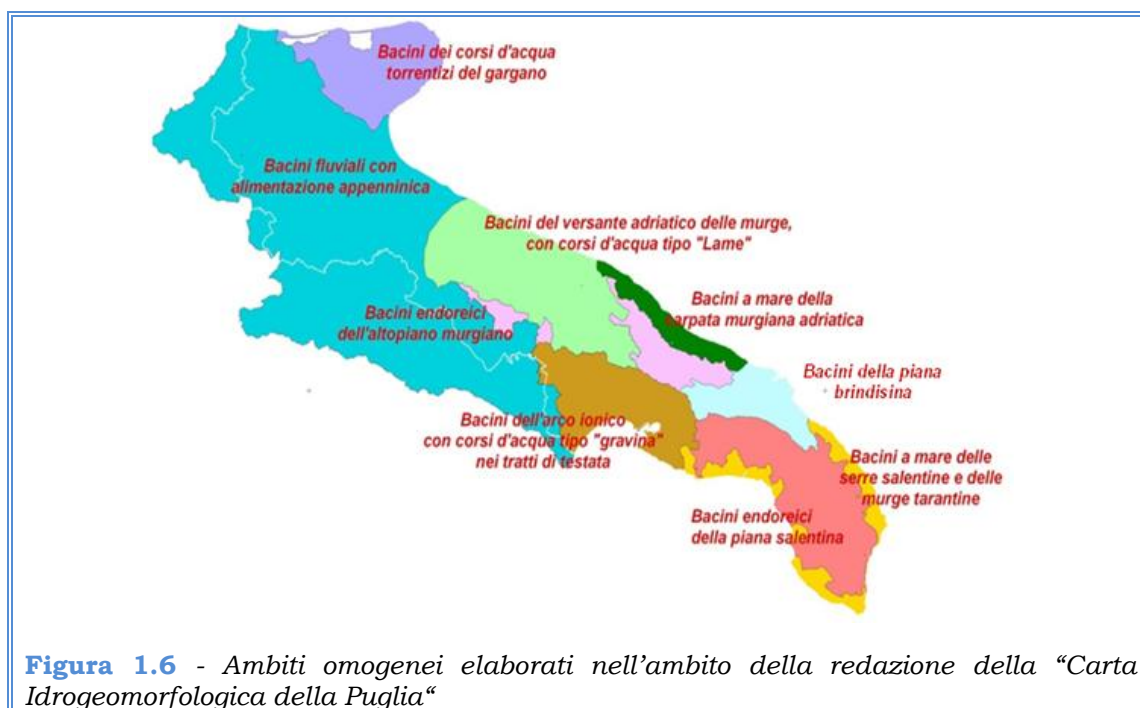 Bacini dei corsi d'acqua
torrentizi del gargano
Bacini fluviali con
alimentazione appenninica
Bacini del versante adriatico delle murge,
con corsi d'acqua tipo "Lame"
Bacini endoreici
dell'altopiano murgiano
Bacini a mare della
carpata murgiana adriatica
Bacini della piana
brindisina
Bacini dell'arco ionico
con corsi d'acqua tipo "gravina"
nei tratti di testata
Bacini a mare delle
serre salentine e delle
murge tarantine
Bacini endoreici
della piana salentina
Figura 1.6 - Ambiti omogenei elaborati nell'ambito della redazione della “Carta
Idrogeomorfologica della Puglia“